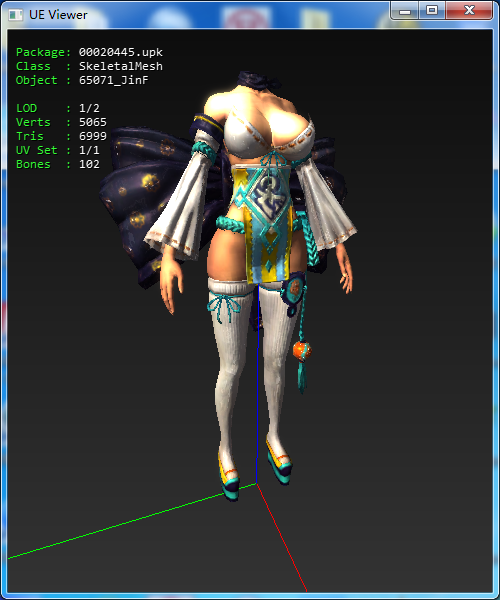 UE Viewer
Package: 00020445.upk
Class : SkeletalMesh
Object : 65071_JinF
LOD : 1/2
Verts : 5065
Tris : 6999
UV Set : 1/1
Bones : 102